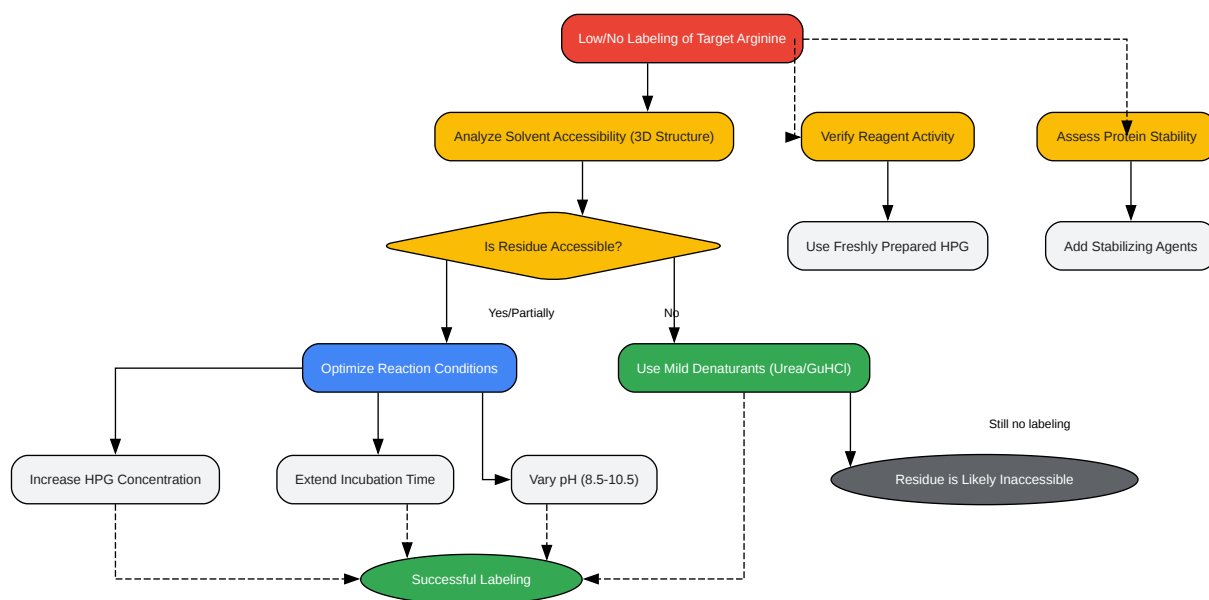 Low/No Labeling of Target Arginine
Analyze Solvent Accessibility (3D Structure)
Verify Reagent Activity
Assess Protein Stability
Is Residue Accessible?
Use Freshly Prepared HPG
Add Stabilizing Agents
Yes/Partially
No
Optimize Reaction Conditions
Use Mild Denaturants (Urea/GuHCl)
Still no labeling
Increase HPG Concentration
Extend Incubation Time
Vary pH (8.5-10.5)
Residue is Likely Inaccessible
Successful Labeling